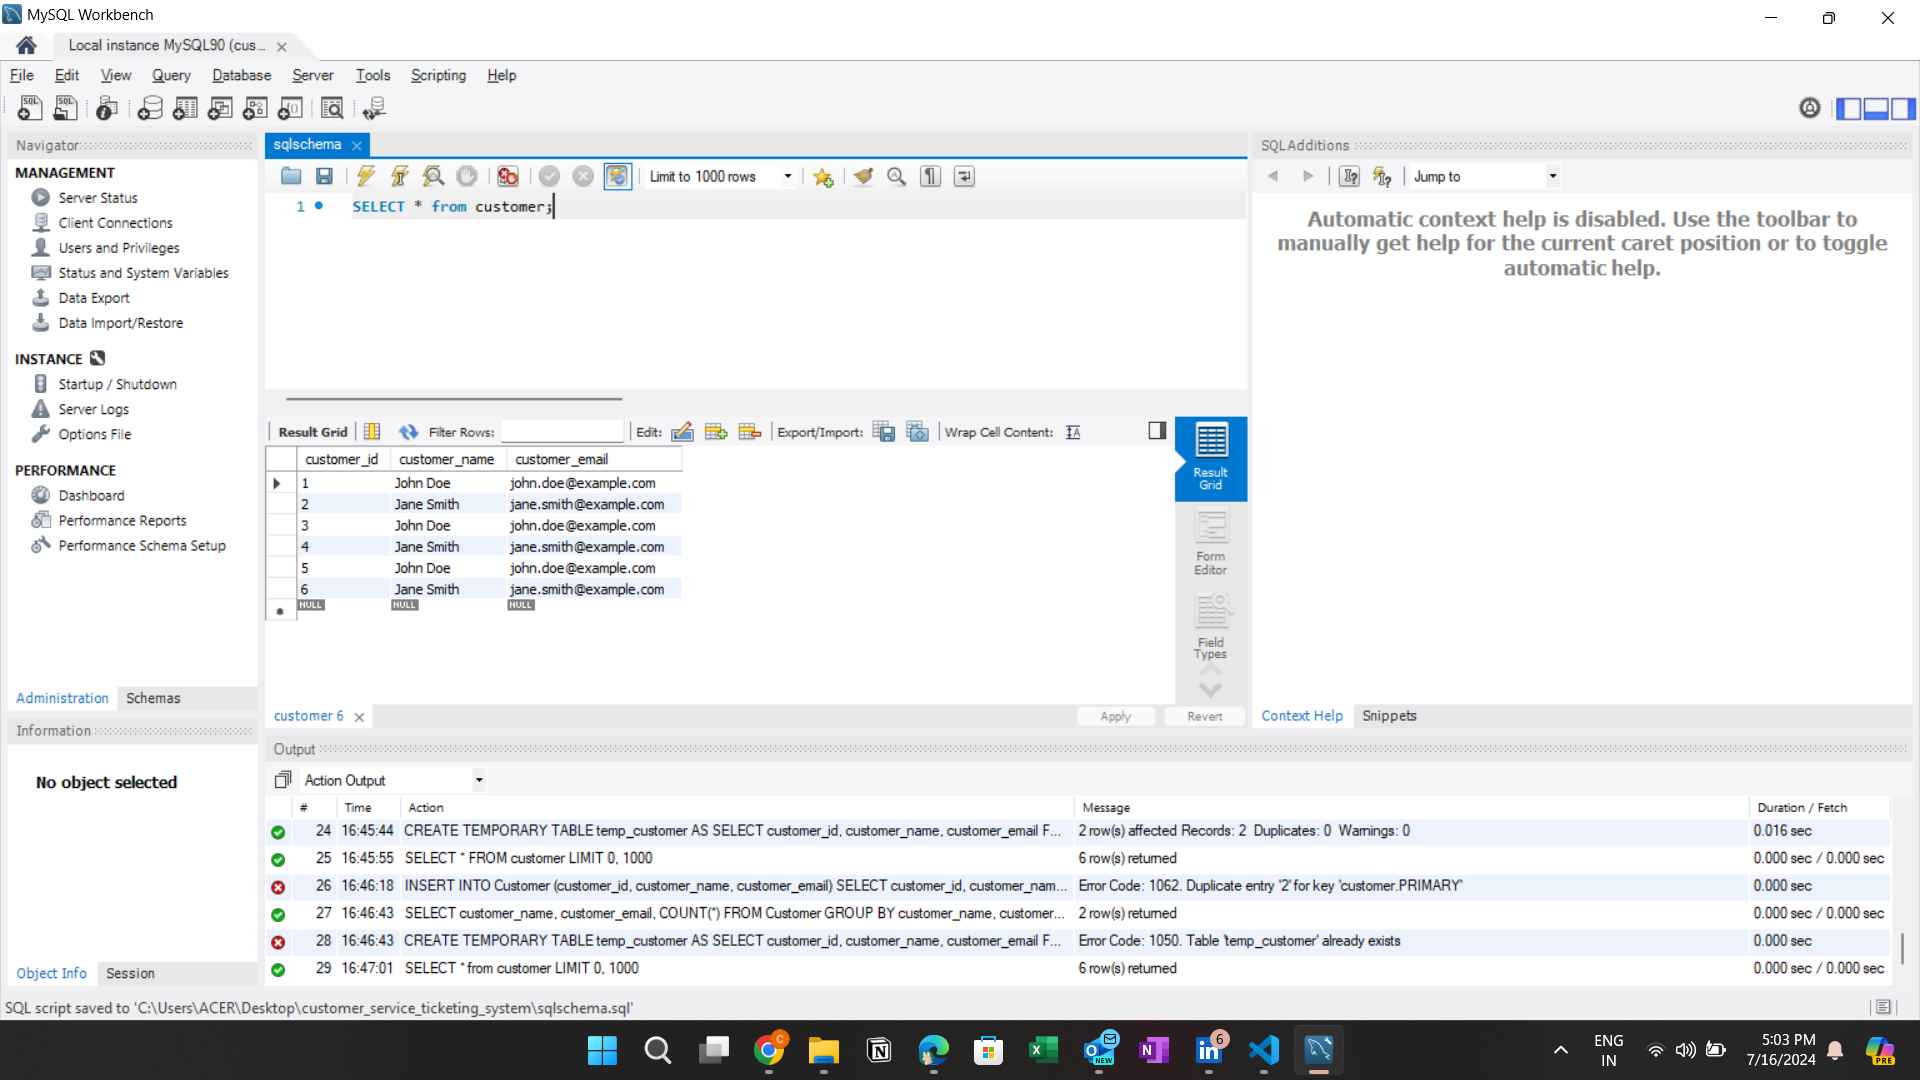 MySQL Workbench
Local instance MySQL90 (cus...
File Edit View Query Database Server Tools Scripting Help
Navigator
MANAGEMENT
Server Status
Client Connections
Users and Privileges
Status and System Variables
Data Export
Data Import/Restore
INSTANCE
Startup / Shutdown
Server Logs
Options File
PERFORMANCE
Dashboard
Performance Reports
Performance Schema Setup
Administration Schemas
Information
No object selected
Object Info Session
sqlschema
Limit to 1000 rows
1 SELECT * from customer;
Result Grid Filter Rows: Edit: Export/Import: Wrap Cell Content:
customer_id customer_name customer_email
1 John Doe john.doe@example.com
2 Jane Smith jane.smith@example.com
3 John Doe john.doe@example.com
4 Jane Smith jane.smith@example.com
5 John Doe john.doe@example.com
6 Jane Smith jane.smith@example.com
NULL NULL NULL
Result
Grid
Form
Editor
Field
Types
customer 6 Apply Revert
SQLAdditions
Jump to
Automatic context help is disabled. Use the toolbar to
manually get help for the current caret position or to toggle
automatic help.
Context Help Snippets
Output
Action Output
# Time Action Message Duration / Fetch
24 16:45:44 CREATE TEMPORARY TABLE temp_customer AS SELECT customer_id, customer_name, customer_email F... 2 row(s) affected Records: 2 Duplicates: 0 Warnings: 0 0.016 sec
25 16:45:55 SELECT * FROM customer LIMIT 0, 1000 6 row(s) returned 0.000 sec / 0.000 sec
26 16:46:18 INSERT INTO Customer (customer_id, customer_name, customer_email) SELECT customer_id, customer_nam... Error Code: 1062. Duplicate entry '2' for key 'customer.PRIMARY' 0.000 sec
27 16:46:43 SELECT customer_name, customer_email, COUNT(*) FROM Customer GROUP BY customer_name, customer... 2 row(s) returned 0.000 sec / 0.000 sec
28 16:46:43 CREATE TEMPORARY TABLE temp_customer AS SELECT customer_id, customer_name, customer_email F... Error Code: 1050. Table 'temp_customer' already exists 0.000 sec
29 16:47:01 SELECT * from customer LIMIT 0, 1000 6 row(s) returned 0.000 sec / 0.000 sec
SQL script saved to 'C:\Users\ACER\Desktop\customer_service_ticketing_system\sqlschema.sql'
C
NEW
6
ENG
IN
5:03 PM
7/16/2024
PRE